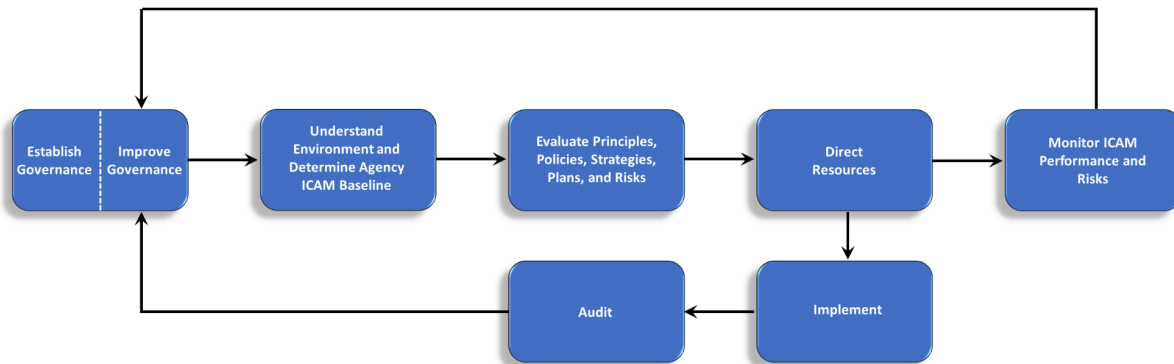 Establish
Governance
Improve
Governance
Understand
Environment and
Determine Agency
ICAM Baseline
Evaluate Principles,
Policies, Strategies,
Plans, and Risks
Direct
Resources
Monitor ICAM
Performance and
Risks
Audit
Implement